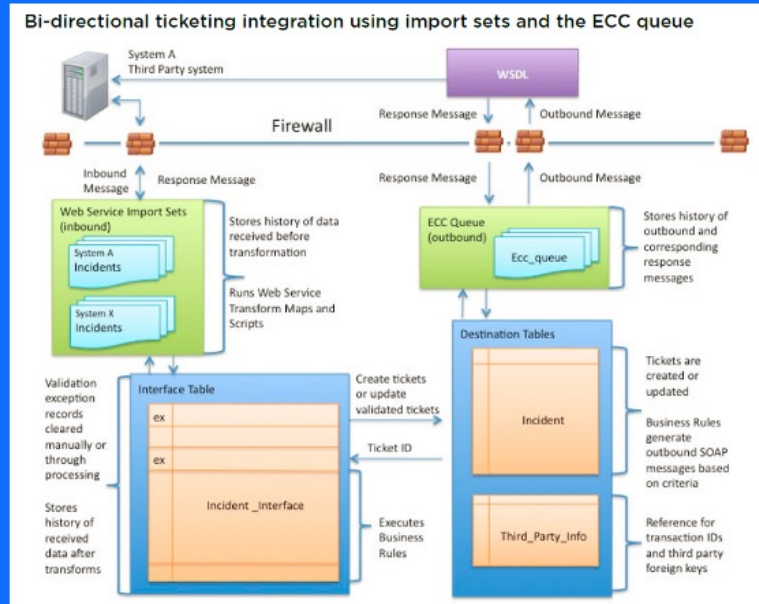 Bi-directional ticketing integration using import sets and the ECC queue
System A
Third Party system
WSDL
Response Message
Outbound Message
Firewall
Inbound
Message
Response Message
Response Message
Outbound Message
Web Service Import Sets
(inbound)
System A
Incidents
System X
Incidents
Stores history of data
received before
transformation
Runs Web Service
Transform Maps and
Scripts
ECC Queue
(outbound)
Ecc_queue
Stores history of
outbound and
corresponding
response
messages
Validation
exception
records
cleared
manually or
through
processing
Stores
history of
received
data after
transforms
Interface Table
ex
ex
Incident _Interface
Create tickets
or update
validated tickets
Ticket ID
Executes
Business
Rules
Destination Tables
Incident
Third_Party_Info
Tickets are
created or
updated
Business Rules
generate
outbound SOAP
messages based
on criteria
Reference for
transaction IDs
and third party
foreign keys